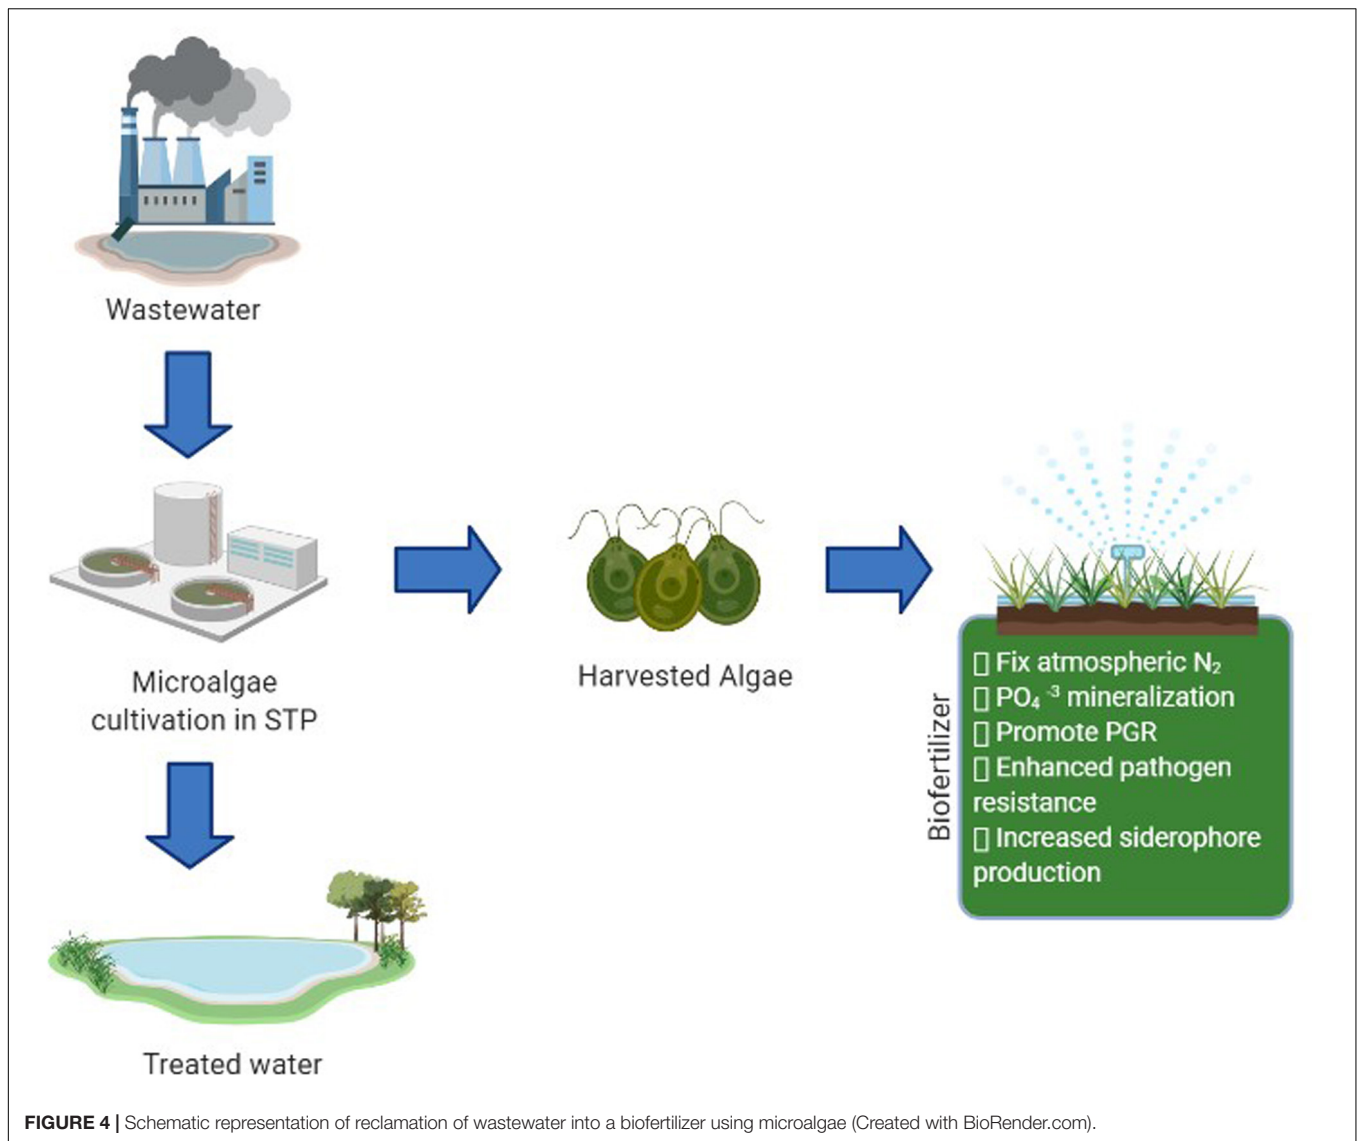 Wastewater
Microalgae
cultivation in STP
Harvested Algae
Treated water
Biofertilizer
▯ Fix atmospheric N₂
▯ PO₄ ⁻³ mineralization
▯ Promote PGR
▯ Enhanced pathogen
resistance
▯ Increased siderophore
production
FIGURE 4 | Schematic representation of reclamation of wastewater into a biofertilizer using microalgae (Created with BioRender.com).